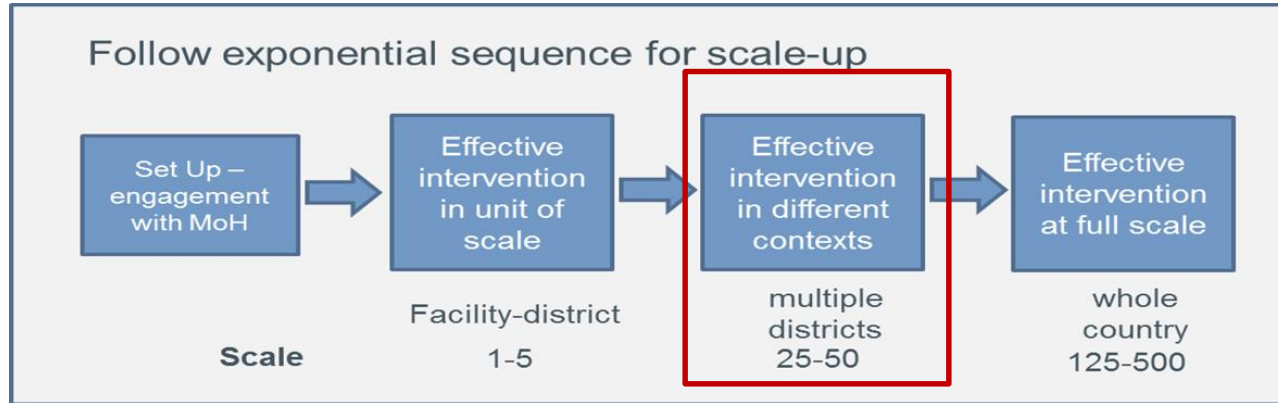 Follow exponential sequence for scale-up
Set Up –
engagement
with MoH
Effective
intervention
in unit of
scale
Effective
intervention
in different
contexts
Effective
intervention
at full scale
Facility-district
multiple
districts
whole
country
Scale
1-5
25-50
125-500